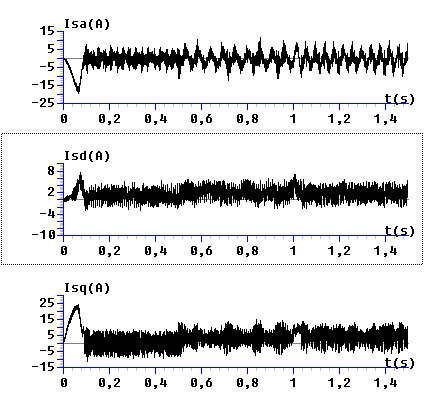 Isa(A)
15
5
-5
-15
-25
t(s)
0 0,2 0,4 0,6 0,8 1 1,2 1,4
Isd(A)
8
2
-4
-10
t(s)
0 0,2 0,4 0,6 0,8 1 1,2 1,4
Isq(A)
25
15
5
-5
-15
t(s)
0 0,2 0,4 0,6 0,8 1 1,2 1,4